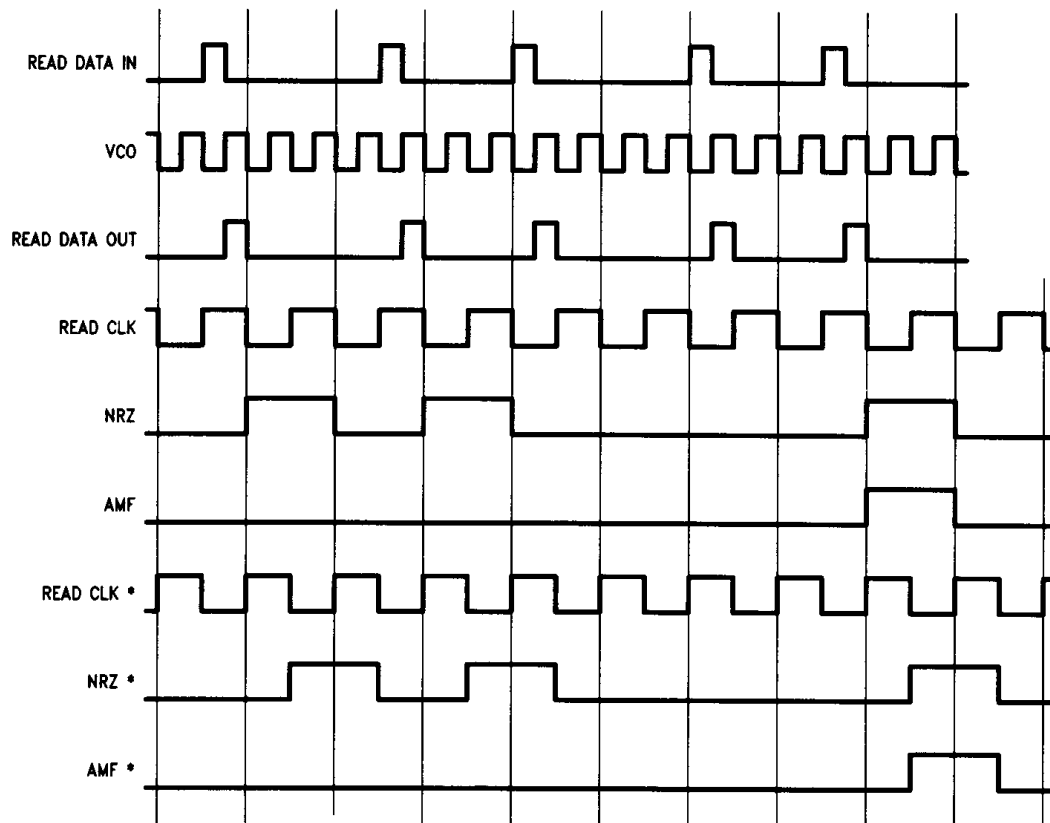 READ DATA IN
VCO
READ DATA OUT
READ CLK
NRZ
AMF
READ CLK *
NRZ *
AMF *